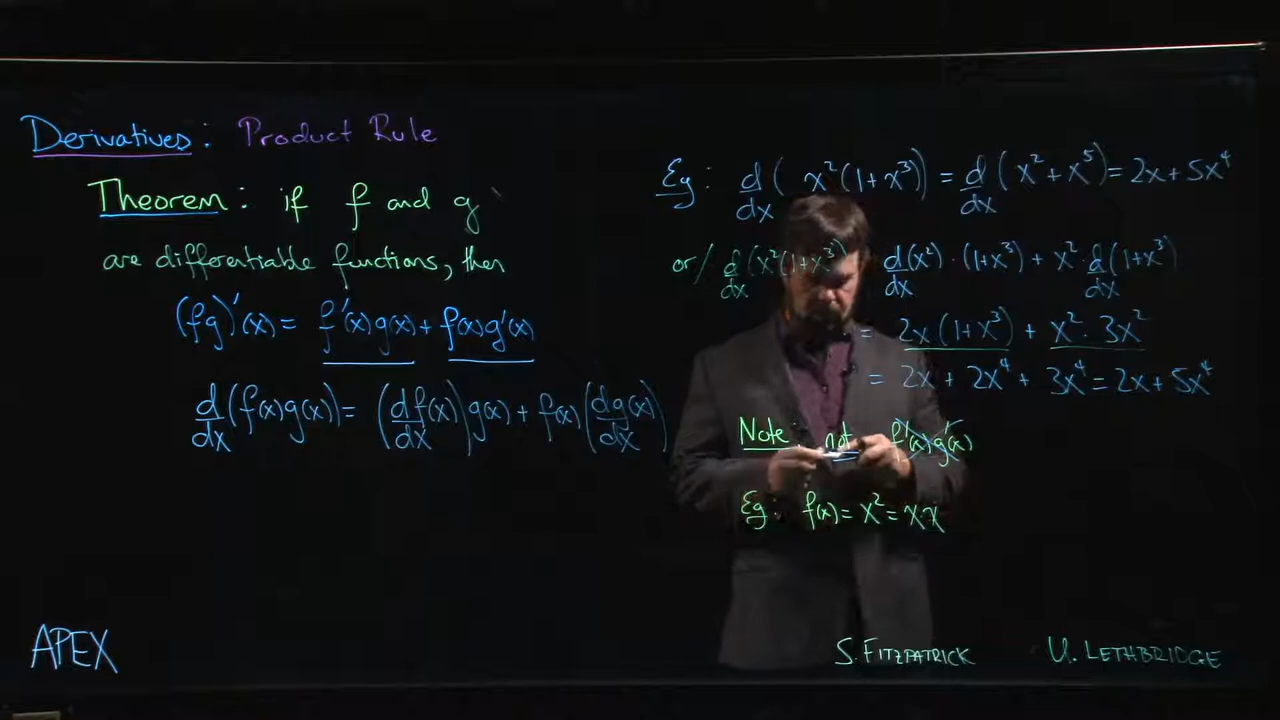 Derivatives: Product Rule
Theorem: if f and g
are differentiable functions, then
(fg)'(x) = f'(x)g(x) + f(x)g'(x)
d/dx (f(x)g(x)) = (df(x)/dx) g(x) + f(x) (dg(x)/dx)
Eg: d/dx (x²(1+x³)) = d/dx (x² + x⁵) = 2x + 5x⁴
or/ d/dx (x²(1+x³)) d/dx(x²) · (1+x³) + x² · d/dx(1+x³)
= 2x(1+x³) + x² · 3x²
= 2x + 2x⁴ + 3x⁴ = 2x + 5x⁴
Note: not f'(x)g'(x)
Eg: f(x) = x² = x·x
APEX
S. FITZPATRICK
U. LETHBRIDGE